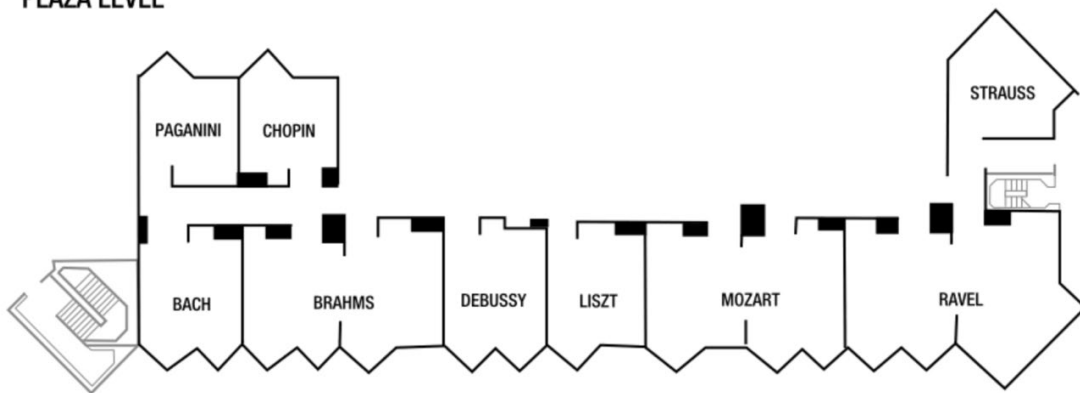 PLAZA LEVEL
STRAUSS
PAGANINI
CHOPIN
BACH
BRAHMS
DEBUSSY
LISZT
MOZART
RAVEL